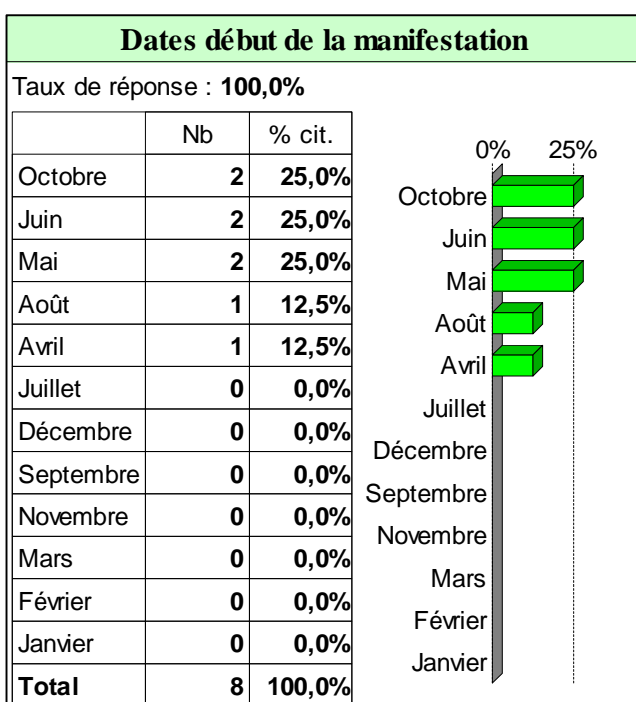 Dates début de la manifestation
Taux de réponse : 100,0%
Nb % cit.
Octobre 2 25,0%
Juin 2 25,0%
Mai 2 25,0%
Août 1 12,5%
Avril 1 12,5%
Juillet 0 0,0%
Décembre 0 0,0%
Septembre 0 0,0%
Novembre 0 0,0%
Mars 0 0,0%
Février 0 0,0%
Janvier 0 0,0%
Total 8 100,0%
0% 25%
Octobre
Juin
Mai
Août
Avril
Juillet
Décembre
Septembre
Novembre
Mars
Février
Janvier